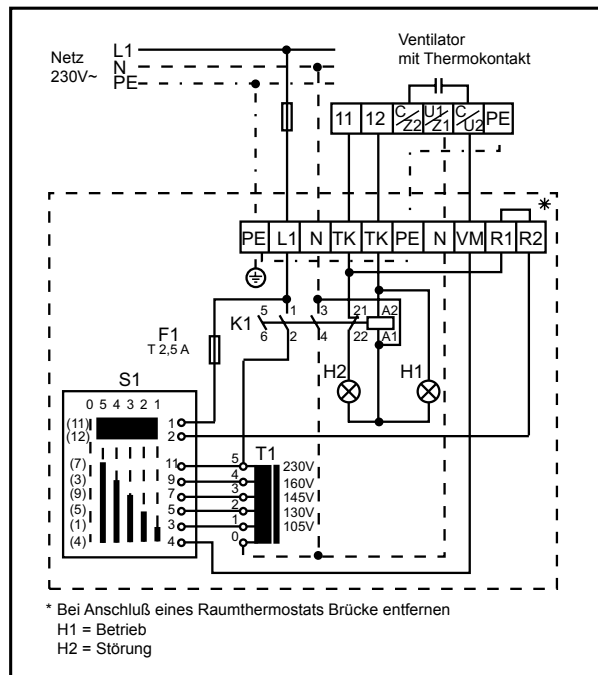 L1
Netz N
230V~ PE
Ventilator
mit Thermokontakt
11 12 C/Z2 U1/Z1 C/U2 PE
*
PE L1 N TK TK PE N VM R1 R2
K1 5 1 3 21 A2
6 2 4 22 A1
F1
T 2,5 A
H2 H1
S1
0 5 4 3 2 1
(11) 1
(12) 2
T1
(7) 11 5 230V
(3) 9 4 160V
(9) 7 3 145V
(5) 5 2 130V
(1) 3 1 105V
(4) 4 0
* Bei Anschluß eines Raumthermostats Brücke entfernen
H1 = Betrieb
H2 = Störung